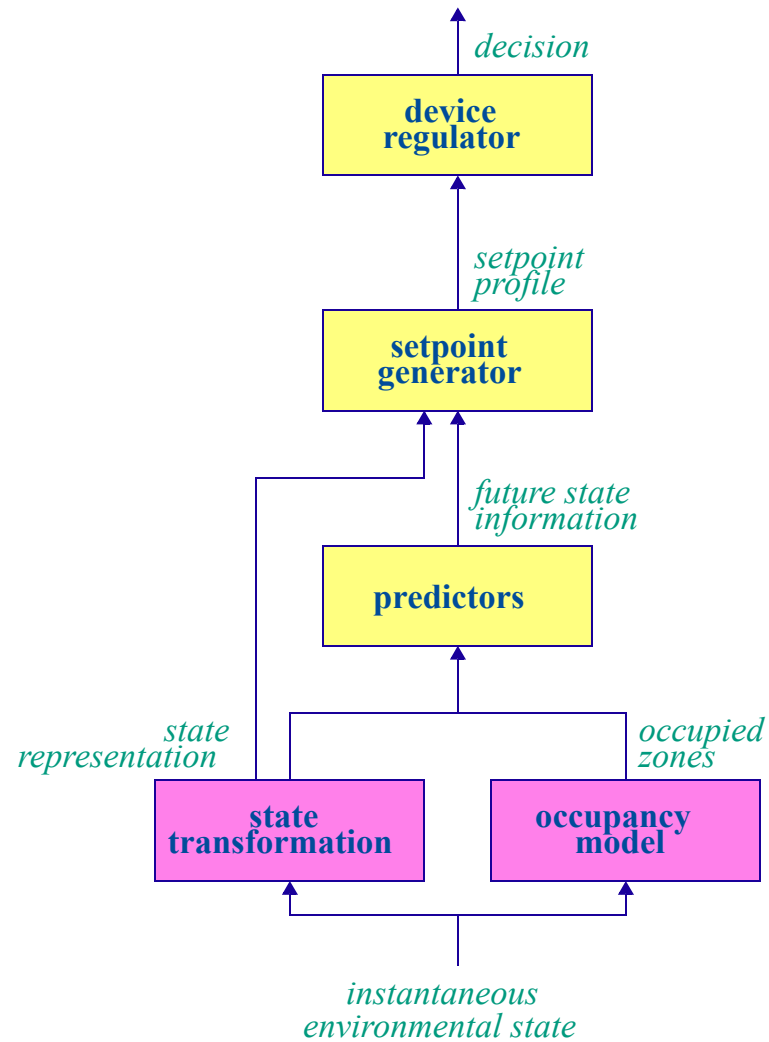 decision
device
regulator
setpoint
profile
setpoint
generator
future state
information
predictors
state
representation
occupied
zones
state
transformation
occupancy
model
instantaneous
environmental state